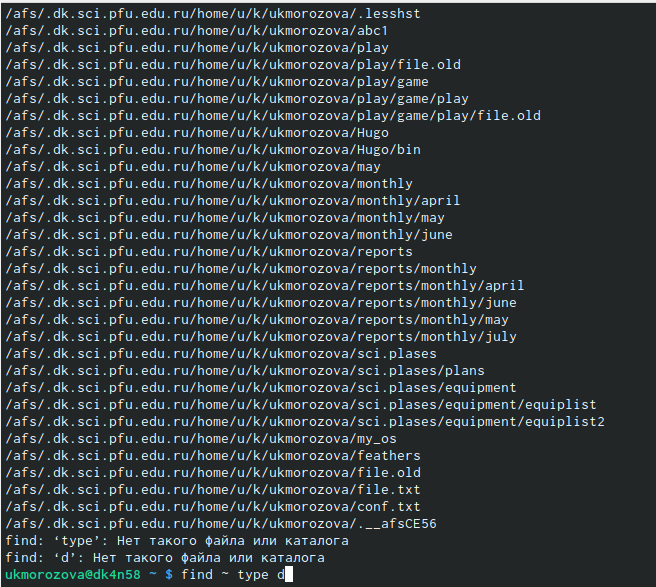 /afs/.dk.sci.pfu.edu.ru/home/u/k/ukmorozova/.lesshst
/afs/.dk.sci.pfu.edu.ru/home/u/k/ukmorozova/abc1
/afs/.dk.sci.pfu.edu.ru/home/u/k/ukmorozova/play
/afs/.dk.sci.pfu.edu.ru/home/u/k/ukmorozova/play/file.old
/afs/.dk.sci.pfu.edu.ru/home/u/k/ukmorozova/play/game
/afs/.dk.sci.pfu.edu.ru/home/u/k/ukmorozova/play/game/play
/afs/.dk.sci.pfu.edu.ru/home/u/k/ukmorozova/play/game/play/file.old
/afs/.dk.sci.pfu.edu.ru/home/u/k/ukmorozova/Hugo
/afs/.dk.sci.pfu.edu.ru/home/u/k/ukmorozova/Hugo/bin
/afs/.dk.sci.pfu.edu.ru/home/u/k/ukmorozova/may
/afs/.dk.sci.pfu.edu.ru/home/u/k/ukmorozova/monthly
/afs/.dk.sci.pfu.edu.ru/home/u/k/ukmorozova/monthly/april
/afs/.dk.sci.pfu.edu.ru/home/u/k/ukmorozova/monthly/may
/afs/.dk.sci.pfu.edu.ru/home/u/k/ukmorozova/monthly/june
/afs/.dk.sci.pfu.edu.ru/home/u/k/ukmorozova/reports
/afs/.dk.sci.pfu.edu.ru/home/u/k/ukmorozova/reports/monthly
/afs/.dk.sci.pfu.edu.ru/home/u/k/ukmorozova/reports/monthly/april
/afs/.dk.sci.pfu.edu.ru/home/u/k/ukmorozova/reports/monthly/june
/afs/.dk.sci.pfu.edu.ru/home/u/k/ukmorozova/reports/monthly/may
/afs/.dk.sci.pfu.edu.ru/home/u/k/ukmorozova/reports/monthly/july
/afs/.dk.sci.pfu.edu.ru/home/u/k/ukmorozova/sci.plases
/afs/.dk.sci.pfu.edu.ru/home/u/k/ukmorozova/sci.plases/plans
/afs/.dk.sci.pfu.edu.ru/home/u/k/ukmorozova/sci.plases/equipment
/afs/.dk.sci.pfu.edu.ru/home/u/k/ukmorozova/sci.plases/equipment/equiplist
/afs/.dk.sci.pfu.edu.ru/home/u/k/ukmorozova/sci.plases/equipment/equiplist2
/afs/.dk.sci.pfu.edu.ru/home/u/k/ukmorozova/my_os
/afs/.dk.sci.pfu.edu.ru/home/u/k/ukmorozova/feathers
/afs/.dk.sci.pfu.edu.ru/home/u/k/ukmorozova/file.old
/afs/.dk.sci.pfu.edu.ru/home/u/k/ukmorozova/file.txt
/afs/.dk.sci.pfu.edu.ru/home/u/k/ukmorozova/conf.txt
/afs/.dk.sci.pfu.edu.ru/home/u/k/ukmorozova/.__afsCE56
find: ‘type’: Нет такого файла или каталога
find: ‘d’: Нет такого файла или каталога
ukmorozova@dk4n58 ~ $ find ~ type d